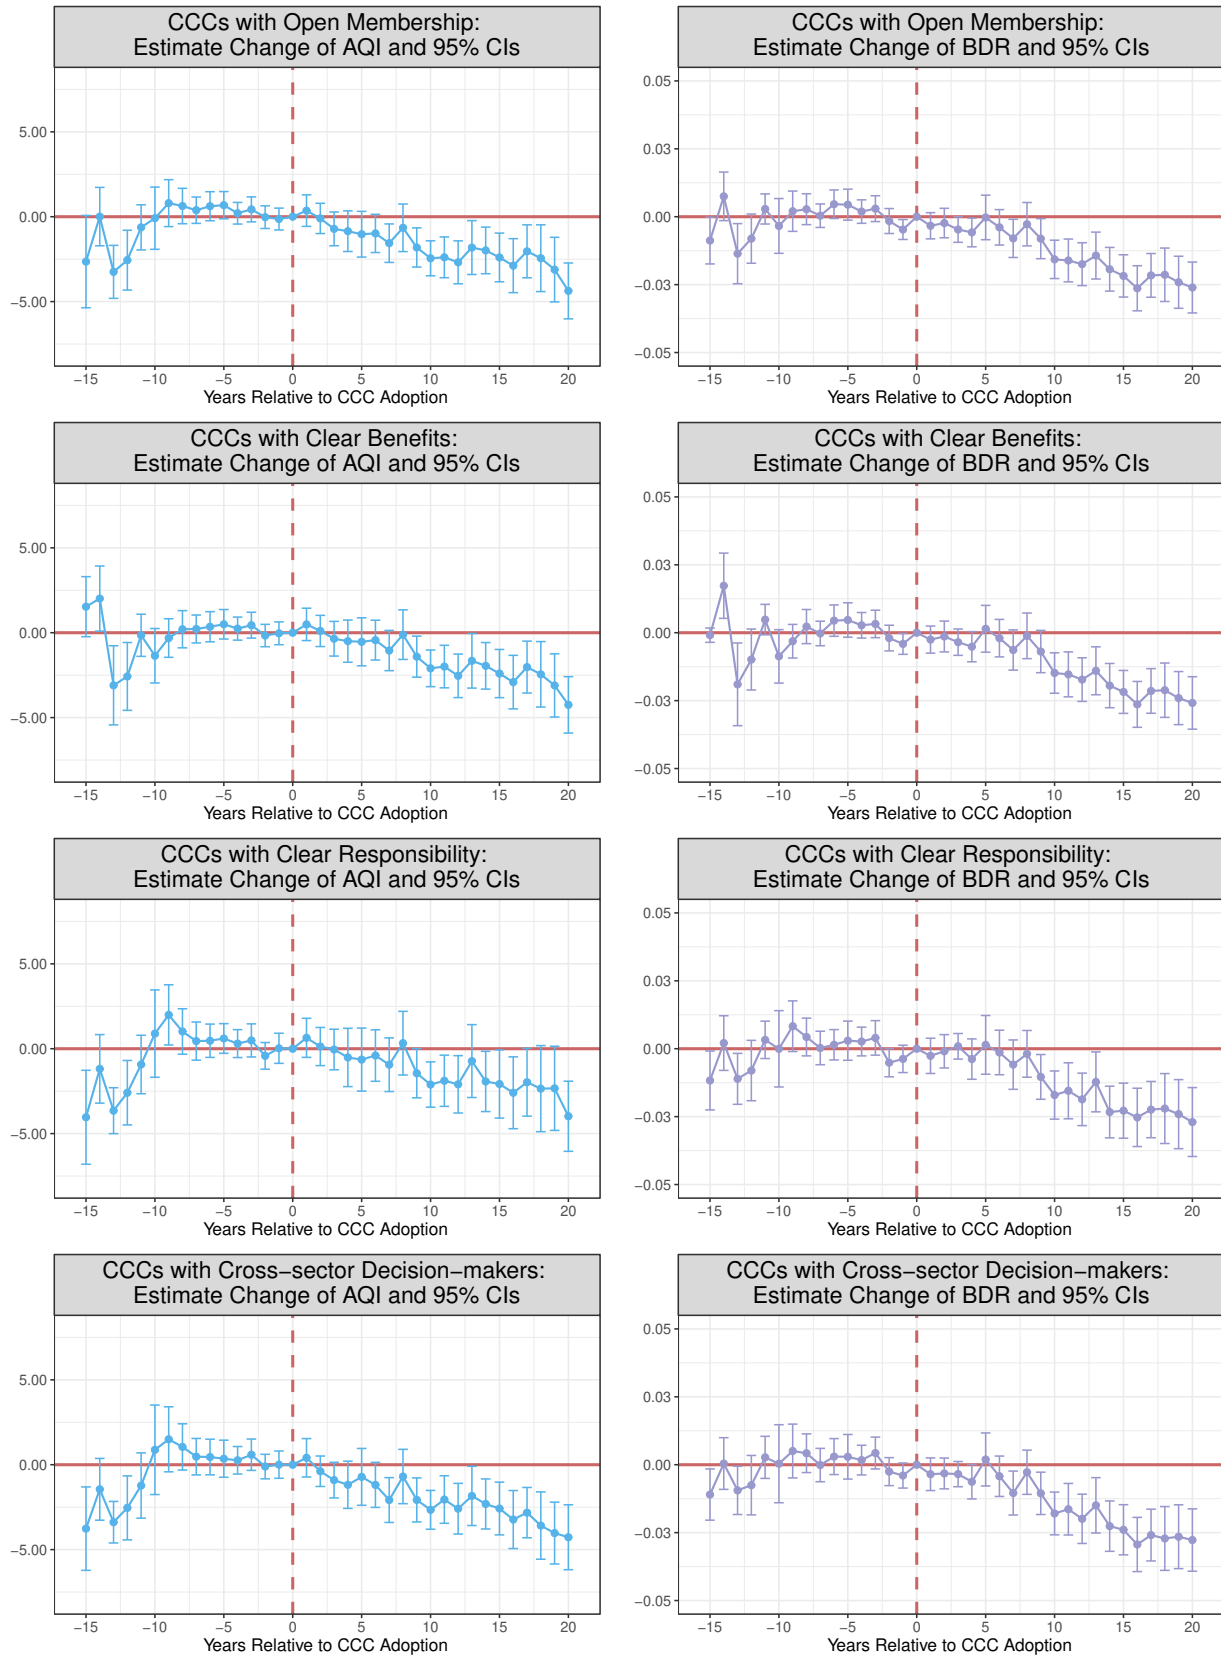 CCCs with Open Membership:
Estimate Change of AQI and 95% CIs
5.00
0.00
−5.00
−15 −10 −5 0 5 10 15 20
Years Relative to CCC Adoption
CCCs with Open Membership:
Estimate Change of BDR and 95% CIs
0.05
0.03
0.00
−0.03
−0.05
−15 −10 −5 0 5 10 15 20
Years Relative to CCC Adoption
CCCs with Clear Benefits:
Estimate Change of AQI and 95% CIs
5.00
0.00
−5.00
−15 −10 −5 0 5 10 15 20
Years Relative to CCC Adoption
CCCs with Clear Benefits:
Estimate Change of BDR and 95% CIs
0.05
0.03
0.00
−0.03
−0.05
−15 −10 −5 0 5 10 15 20
Years Relative to CCC Adoption
CCCs with Clear Responsibility:
Estimate Change of AQI and 95% CIs
5.00
0.00
−5.00
−15 −10 −5 0 5 10 15 20
Years Relative to CCC Adoption
CCCs with Clear Responsibility:
Estimate Change of BDR and 95% CIs
0.05
0.03
0.00
−0.03
−0.05
−15 −10 −5 0 5 10 15 20
Years Relative to CCC Adoption
CCCs with Cross−sector Decision−makers:
Estimate Change of AQI and 95% CIs
5.00
0.00
−5.00
−15 −10 −5 0 5 10 15 20
Years Relative to CCC Adoption
CCCs with Cross−sector Decision−makers:
Estimate Change of BDR and 95% CIs
0.05
0.03
0.00
−0.03
−0.05
−15 −10 −5 0 5 10 15 20
Years Relative to CCC Adoption